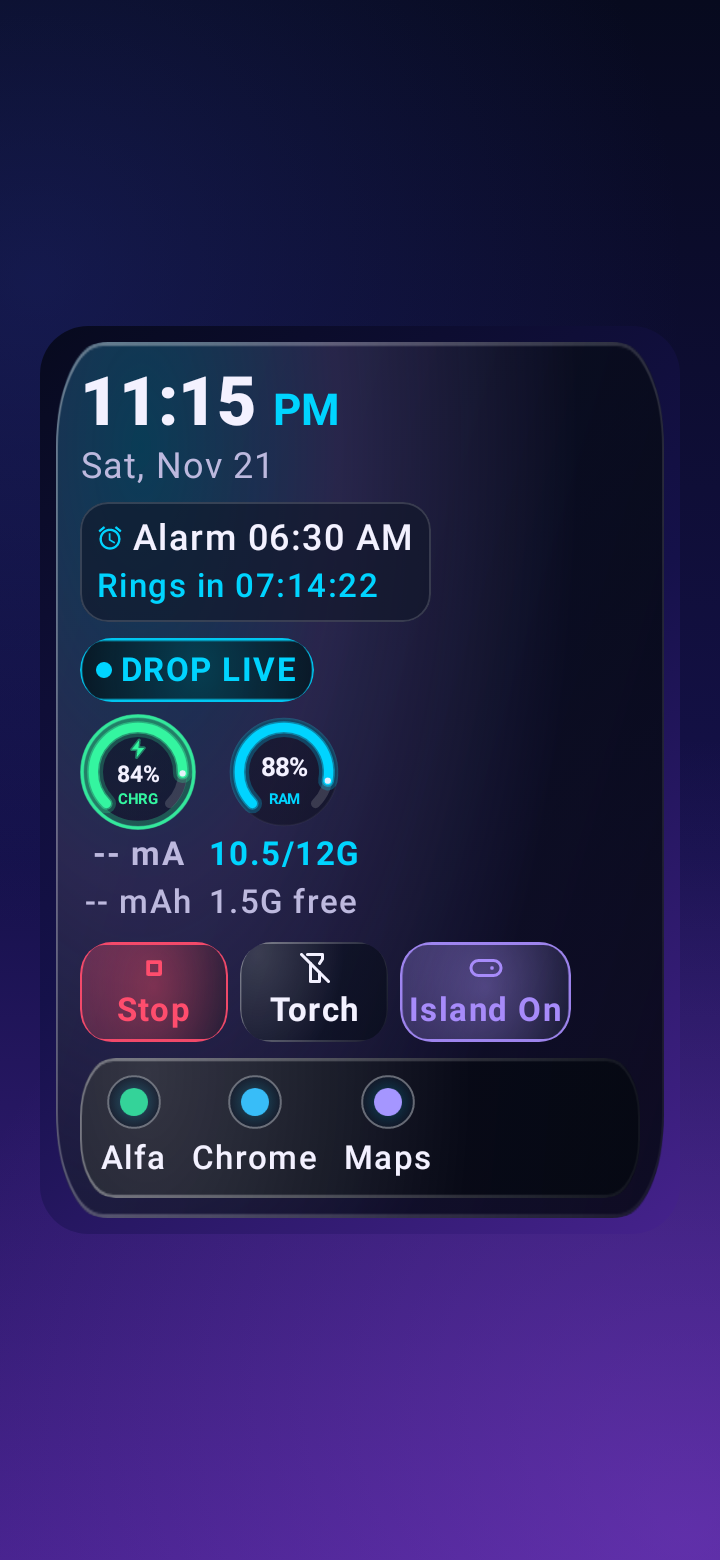 11:15 PM
Sat, Nov 21
Alarm 06:30 AM
Rings in 07:14:22
DROP LIVE
84%
CHRG
88%
RAM
-- mA 10.5/12G
-- mAh 1.5G free
Stop Torch Island On
Alfa Chrome Maps